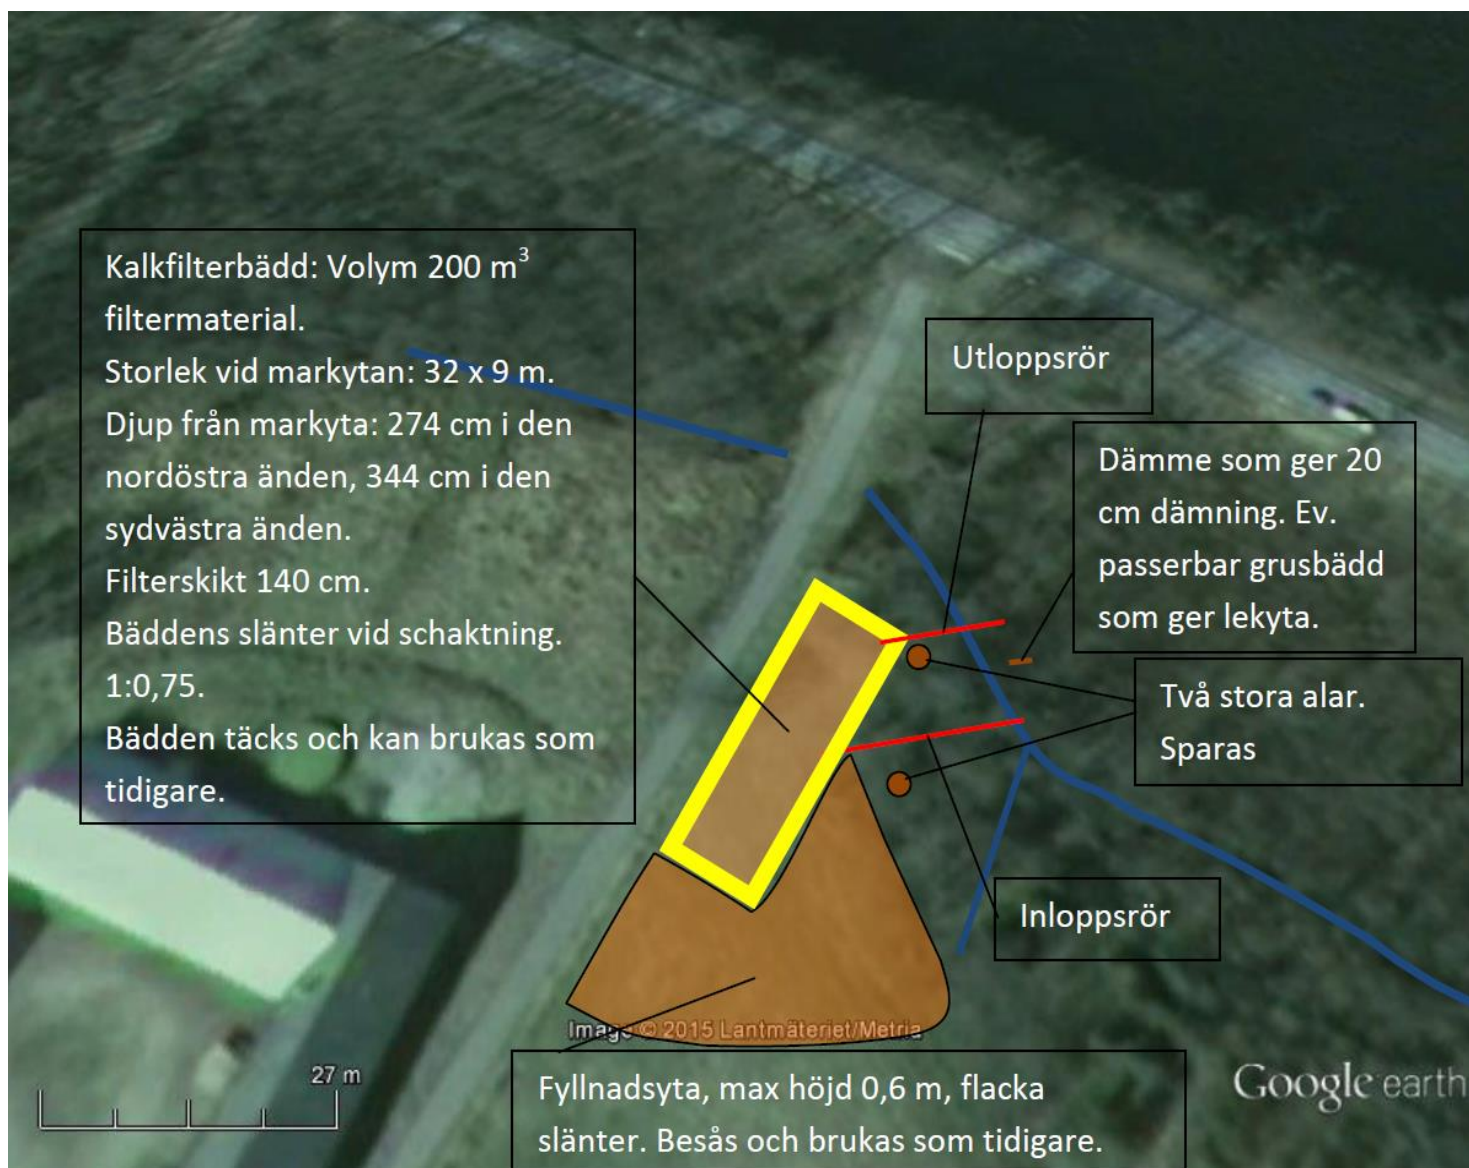 Kalkfilterbädd: Volym 200 m³
filtermaterial.
Storlek vid markytan: 32 x 9 m.
Djup från markyta: 274 cm i den
nordöstra änden, 344 cm i den
sydvästra änden.
Filterskikt 140 cm.
Bäddens slänter vid schaktning.
1:0,75.
Bädden täcks och kan brukas som
tidigare.
Utloppsrör
Dämme som ger 20
cm dämning. Ev.
passerbar grusbädd
som ger lekyta.
Två stora alar.
Sparas
Inloppsrör
Image © 2015 Lantmäteriet/Metria
27 m
Fyllnadsyta, max höjd 0,6 m, flacka
slänter. Besås och brukas som tidigare.
Google earth